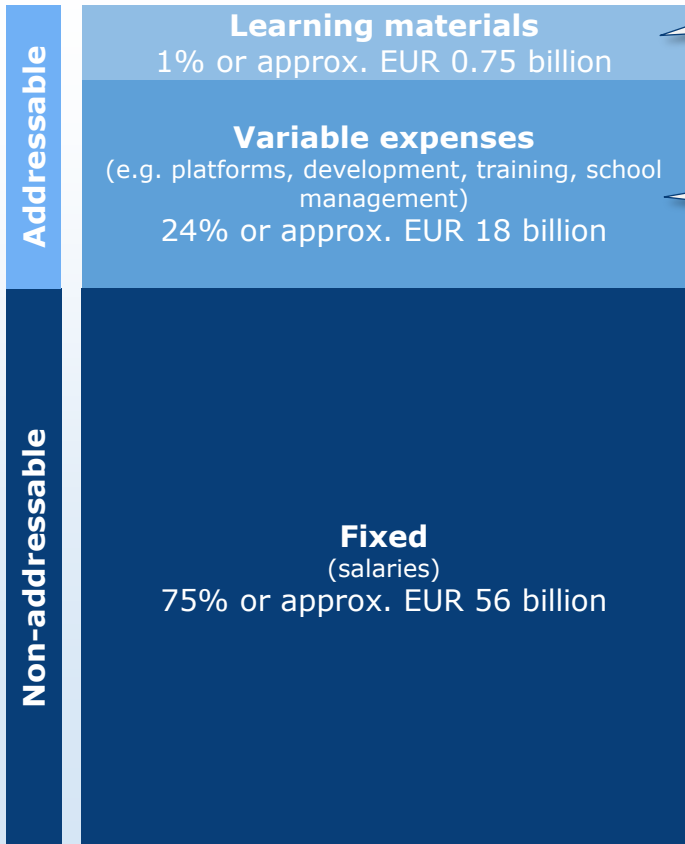 Addressable
Learning materials
1% or approx. EUR 0.75 billion
Variable expenses
(e.g. platforms, development, training, school
management)
24% or approx. EUR 18 billion
Non-addressable
Fixed
(salaries)
75% or approx. EUR 56 billion